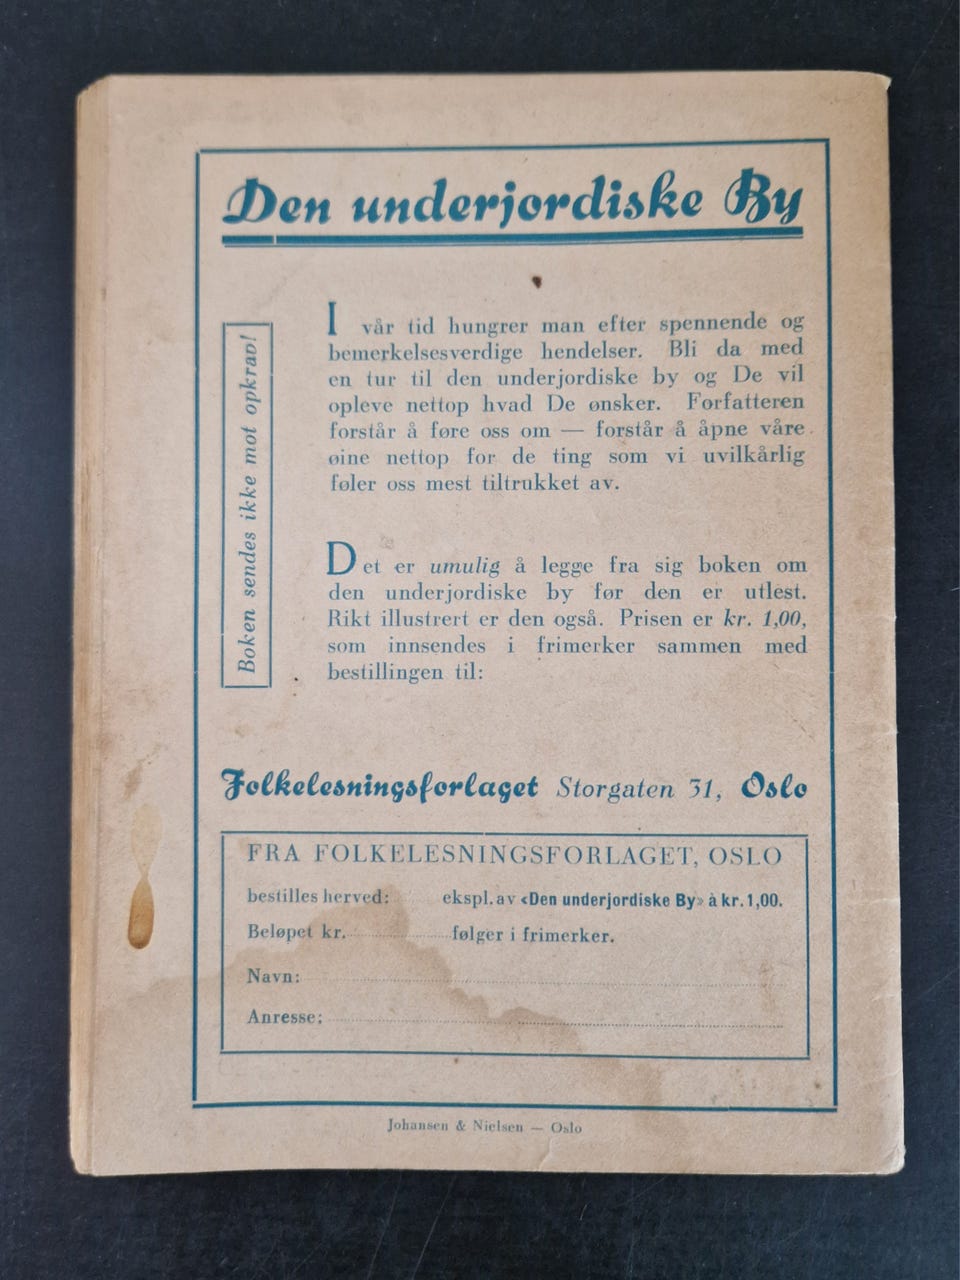 Den underjordiske By
Boken sendes ikke mot opkrav!
I vår tid hungrer man efter spennende og
bemerkelsesverdige hendelser. Bli da med
en tur til den underjordiske by og De vil
opleve nettop hvad De ønsker. Forfatteren
forstår å føre oss om — forstår å åpne våre
øine nettop for de ting som vi uvilkårlig
føler oss mest tiltrukket av.
Det er umulig å legge fra sig boken om
den underjordiske by før den er utlest.
Rikt illustrert er den også. Prisen er kr. 1,00,
som innsendes i frimerker sammen med
bestillingen til:
Folkelesningsforlaget Storgaten 31, Oslo
FRA FOLKELESNINGSFORLAGET, OSLO
bestilles herved: ekspl. av «Den underjordiske By» à kr. 1,00.
Beløpet kr. følger i frimerker.
Navn:
Anresse:
Johansen & Nielsen — Oslo